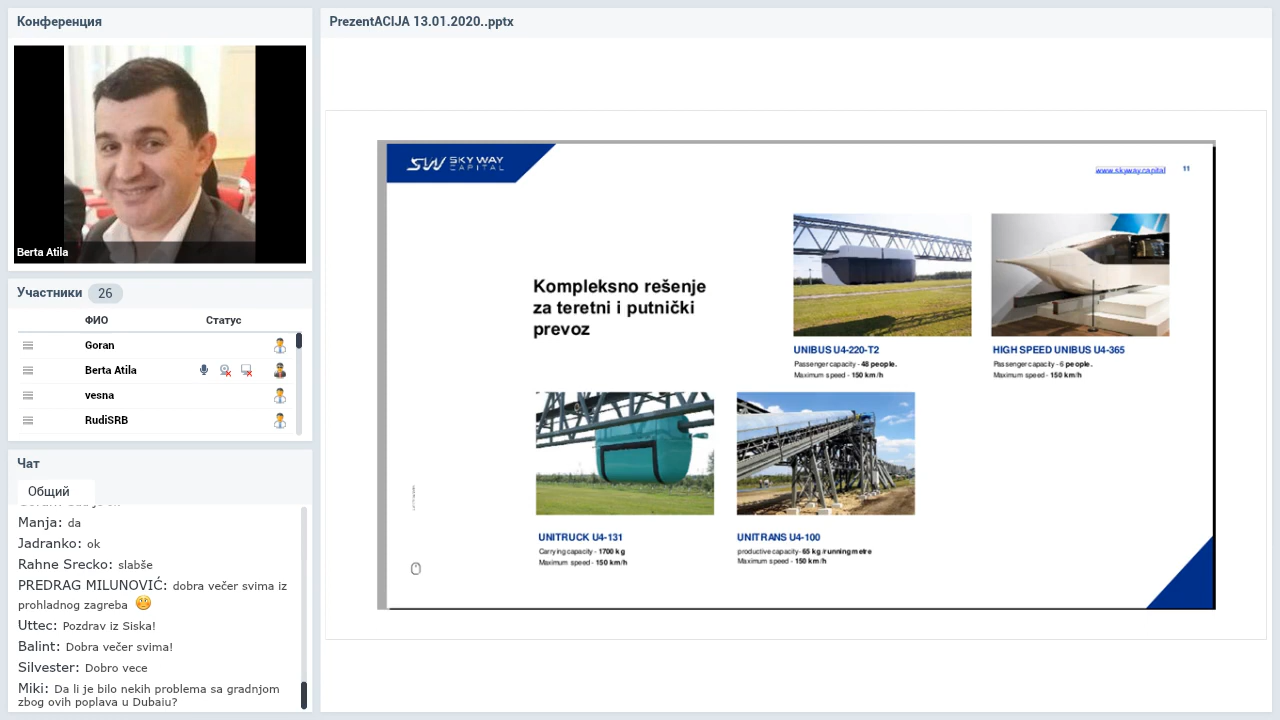 Конференция
Berta Atila
Участники 26
ФИО Статус
Goran
Berta Atila
vesna
RudiSRB
Чат
Общий
Manja: da
Jadranko: ok
Rahne Srecko: slabše
PREDRAG MILUNOVIĆ: dobra večer svima iz
prohladnog zagreba
Uttec: Pozdrav iz Siska!
Balint: Dobra večer svima!
Silvester: Dobro vece
Miki: Da li je bilo nekih problema sa gradnjom
zbog ovih poplava u Dubaiu?
PrezentACIJA 13.01.2020..pptx
SW SKY WAY
CAPITAL
www.skyway.capital 11
Kompleksno rešenje
za teretni i putnički
prevoz
UNIBUS U4-220-T2
Passenger capacity - 48 people.
Maximum speed - 150 km/h
HIGH SPEED UNIBUS U4-365
Passenger capacity - 6 people.
Maximum speed - 150 km/h
UNITRUCK U4-131
Carrying capacity - 1700 kg
Maximum speed - 150 km/h
UNITRANS U4-100
productive capacity- 65 kg /running metre
Maximum speed - 150 km/h